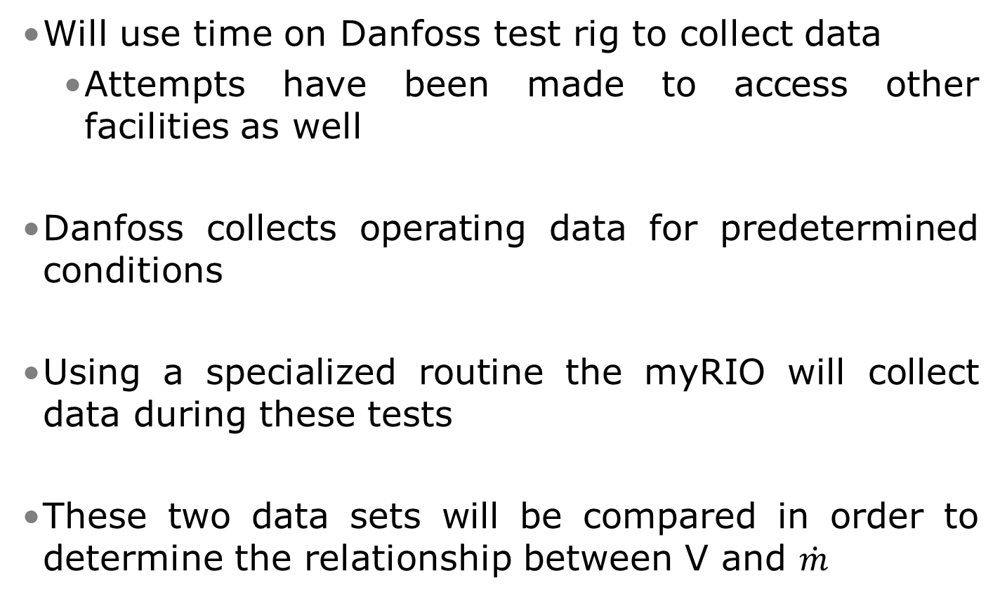 •Will use time on Danfoss test rig to collect data
•Attempts have been made to access other
facilities as well
•Danfoss collects operating data for predetermined
conditions
•Using a specialized routine the myRIO will collect
data during these tests
•These two data sets will be compared in order to
determine the relationship between V and ṁ